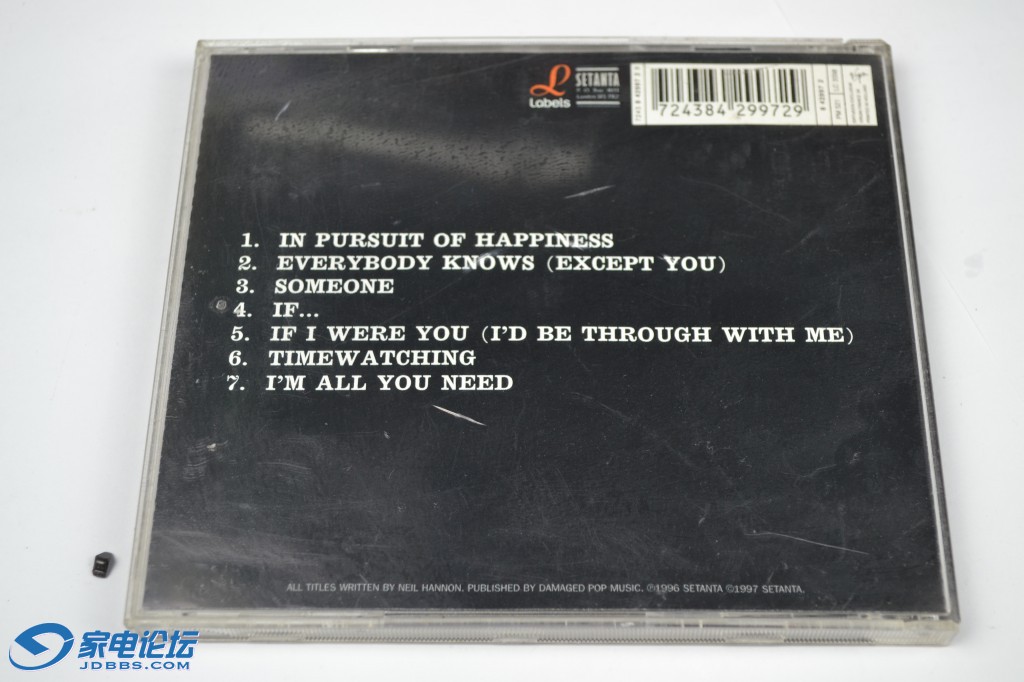 L
Labels
SETANTA
724384 299729
1. IN PURSUIT OF HAPPINESS
2. EVERYBODY KNOWS (EXCEPT YOU)
3. SOMEONE
4. IF...
5. IF I WERE YOU (I'D BE THROUGH WITH ME)
6. TIMEWATCHING
7. I'M ALL YOU NEED
ALL TITLES WRITTEN BY NEIL HANNON. PUBLISHED BY DAMAGED POP MUSIC. ℗1996 SETANTA ©1997 SETANTA.
家电论坛
JDBBS.COM